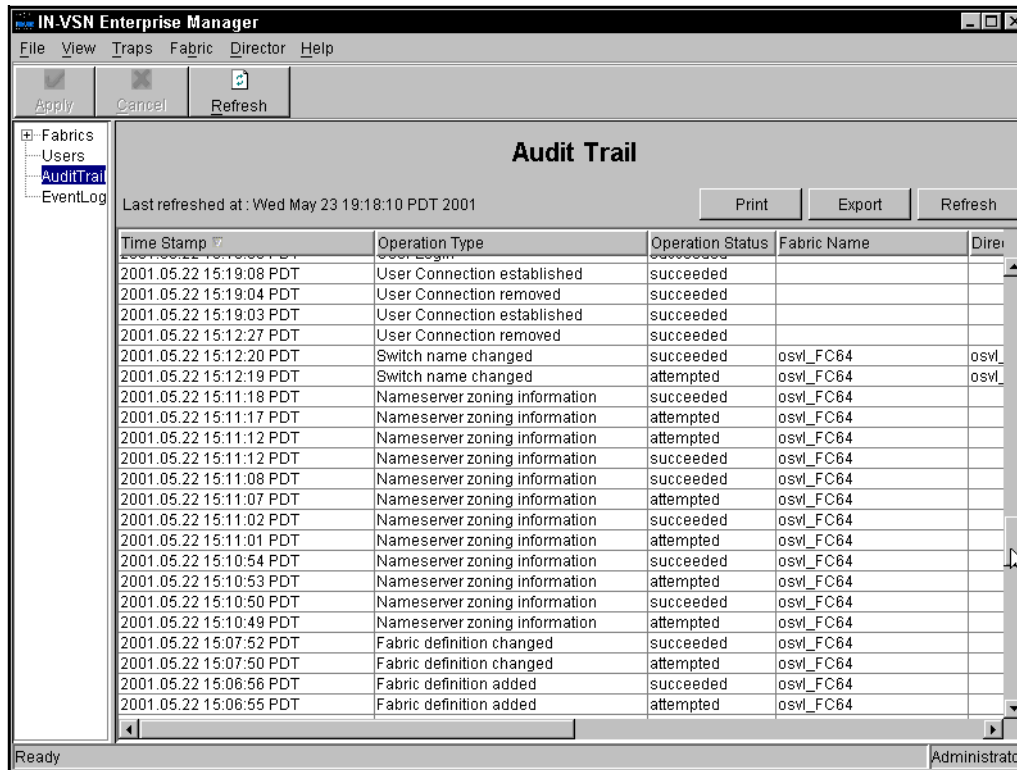 IN-VSN Enterprise Manager
File View Traps Fabric Director Help
Apply Cancel Refresh
Fabrics
Users
AuditTrail
EventLog
Audit Trail
Last refreshed at : Wed May 23 19:18:10 PDT 2001
Print Export Refresh
Time Stamp Operation Type Operation Status Fabric Name Dire
2001.05.22 15:19:08 PDT User Connection established succeeded
2001.05.22 15:19:04 PDT User Connection removed succeeded
2001.05.22 15:19:03 PDT User Connection established succeeded
2001.05.22 15:12:27 PDT User Connection removed succeeded
2001.05.22 15:12:20 PDT Switch name changed succeeded osvl_FC64 osvl_
2001.05.22 15:12:19 PDT Switch name changed attempted osvl_FC64 osvl_
2001.05.22 15:11:18 PDT Nameserver zoning information succeeded osvl_FC64
2001.05.22 15:11:17 PDT Nameserver zoning information attempted osvl_FC64
2001.05.22 15:11:12 PDT Nameserver zoning information attempted osvl_FC64
2001.05.22 15:11:12 PDT Nameserver zoning information succeeded osvl_FC64
2001.05.22 15:11:08 PDT Nameserver zoning information succeeded osvl_FC64
2001.05.22 15:11:07 PDT Nameserver zoning information attempted osvl_FC64
2001.05.22 15:11:02 PDT Nameserver zoning information succeeded osvl_FC64
2001.05.22 15:11:01 PDT Nameserver zoning information attempted osvl_FC64
2001.05.22 15:10:54 PDT Nameserver zoning information succeeded osvl_FC64
2001.05.22 15:10:53 PDT Nameserver zoning information attempted osvl_FC64
2001.05.22 15:10:50 PDT Nameserver zoning information succeeded osvl_FC64
2001.05.22 15:10:49 PDT Nameserver zoning information attempted osvl_FC64
2001.05.22 15:07:52 PDT Fabric definition changed succeeded osvl_FC64
2001.05.22 15:07:50 PDT Fabric definition changed attempted osvl_FC64
2001.05.22 15:06:56 PDT Fabric definition added succeeded osvl_FC64
2001.05.22 15:06:55 PDT Fabric definition added attempted osvl_FC64
Ready Administrato